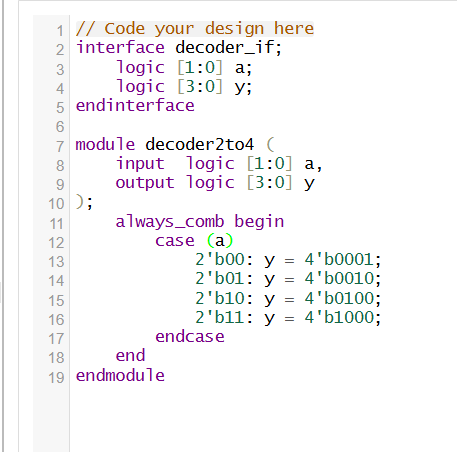 1 // Code your design here
2 interface decoder_if;
3     logic [1:0] a;
4     logic [3:0] y;
5 endinterface
6
7 module decoder2to4 (
8     input  logic [1:0] a,
9     output logic [3:0] y
10 );
11     always_comb begin
12         case (a)
13             2'b00: y = 4'b0001;
14             2'b01: y = 4'b0010;
15             2'b10: y = 4'b0100;
16             2'b11: y = 4'b1000;
17         endcase
18     end
19 endmodule